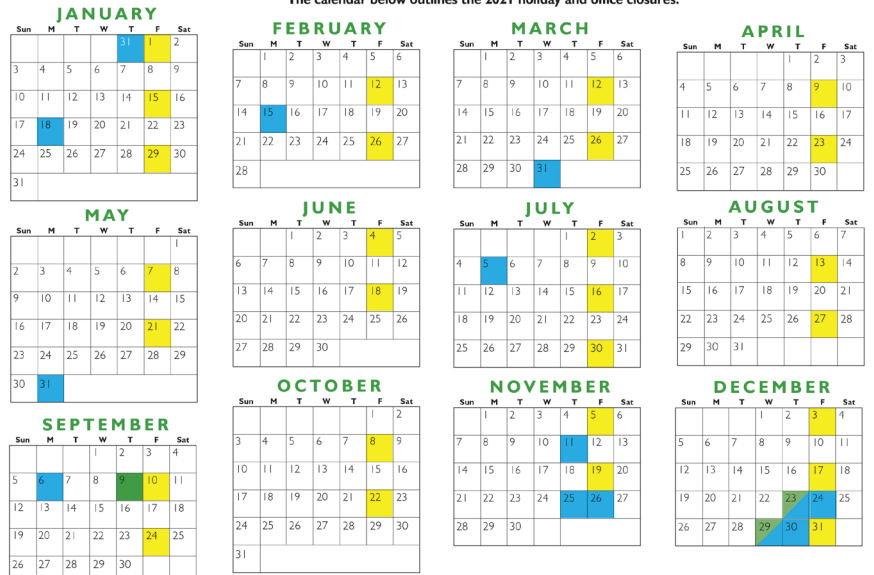 The calendar below outlines the 2021 holiday and office closures.
JANUARY
Sun M T W T F Sat
31 1 2
3 4 5 6 7 8 9
10 11 12 13 14 15 16
17 18 19 20 21 22 23
24 25 26 27 28 29 30
31
FEBRUARY
Sun M T W T F Sat
1 2 3 4 5 6
7 8 9 10 11 12 13
14 15 16 17 18 19 20
21 22 23 24 25 26 27
28
MARCH
Sun M T W T F Sat
1 2 3 4 5 6
7 8 9 10 11 12 13
14 15 16 17 18 19 20
21 22 23 24 25 26 27
28 29 30 31
APRIL
Sun M T W T F Sat
1 2 3
4 5 6 7 8 9 10
11 12 13 14 15 16 17
18 19 20 21 22 23 24
25 26 27 28 29 30
MAY
Sun M T W T F Sat
1
2 3 4 5 6 7 8
9 10 11 12 13 14 15
16 17 18 19 20 21 22
23 24 25 26 27 28 29
30 31
JUNE
Sun M T W T F Sat
1 2 3 4 5
6 7 8 9 10 11 12
13 14 15 16 17 18 19
20 21 22 23 24 25 26
27 28 29 30
JULY
Sun M T W T F Sat
1 2 3
4 5 6 7 8 9 10
11 12 13 14 15 16 17
18 19 20 21 22 23 24
25 26 27 28 29 30 31
AUGUST
Sun M T W T F Sat
1 2 3 4 5 6 7
8 9 10 11 12 13 14
15 16 17 18 19 20 21
22 23 24 25 26 27 28
29 30 31
SEPTEMBER
Sun M T W T F Sat
1 2 3 4
5 6 7 8 9 10 11
12 13 14 15 16 17 18
19 20 21 22 23 24 25
26 27 28 29 30
OCTOBER
Sun M T W T F Sat
1 2
3 4 5 6 7 8 9
10 11 12 13 14 15 16
17 18 19 20 21 22 23
24 25 26 27 28 29 30
31
NOVEMBER
Sun M T W T F Sat
1 2 3 4 5 6
7 8 9 10 11 12 13
14 15 16 17 18 19 20
21 22 23 24 25 26 27
28 29 30
DECEMBER
Sun M T W T F Sat
1 2 3 4
5 6 7 8 9 10 11
12 13 14 15 16 17 18
19 20 21 22 23 24 25
26 27 28 29 30 31